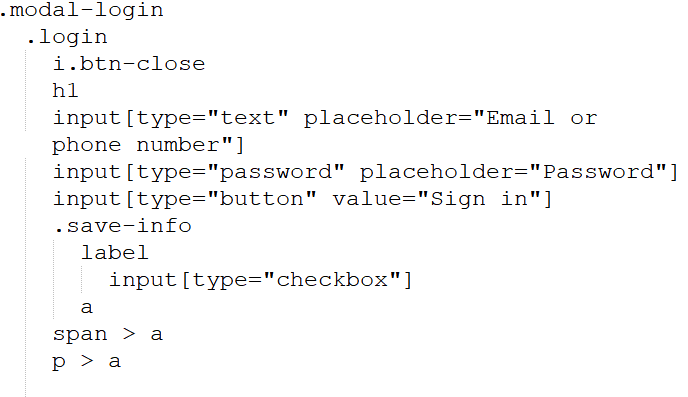 .modal-login
.login
i.btn-close
h1
input[type="text" placeholder="Email or
phone number"]
input[type="password" placeholder="Password"]
input[type="button" value="Sign in"]
.save-info
label
input[type="checkbox"]
a
span > a
p > a